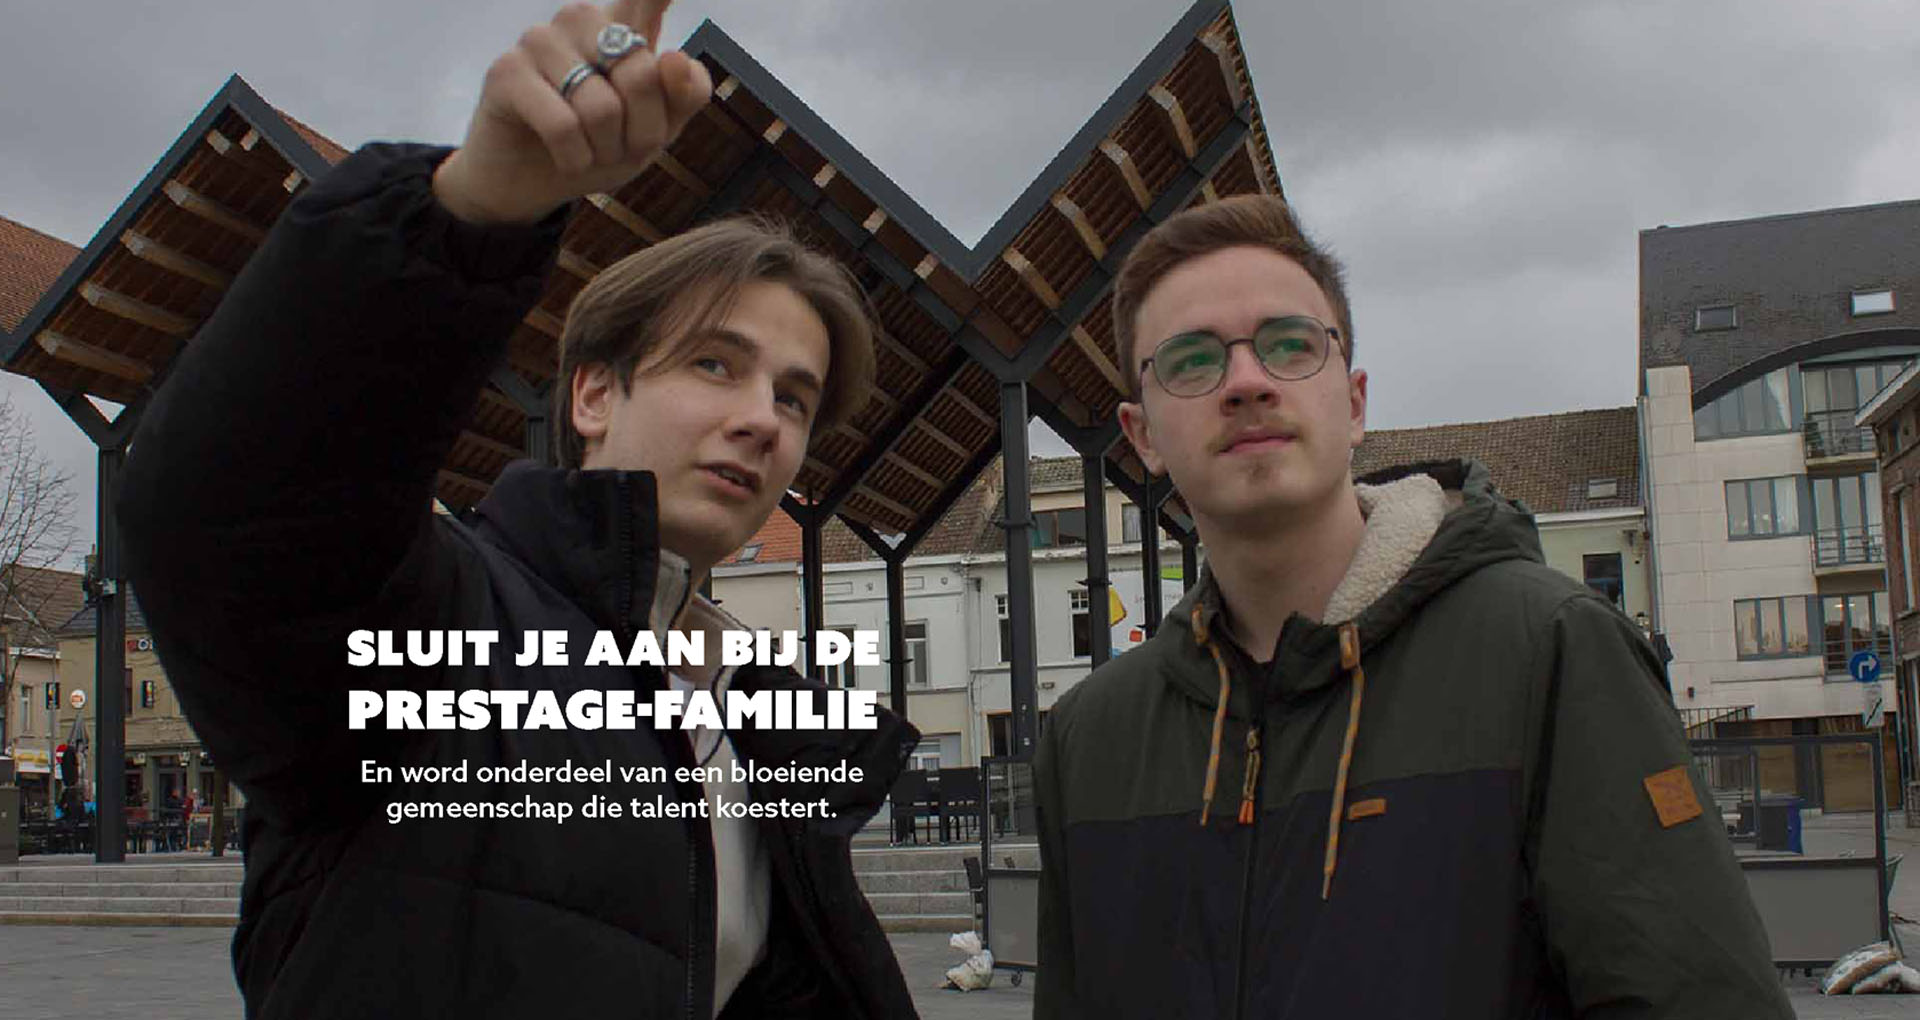 SLUIT JE AAN BIJ DE
PRESTAGE-FAMILIE
En word onderdeel van een bloeiende
gemeenschap die talent koestert.